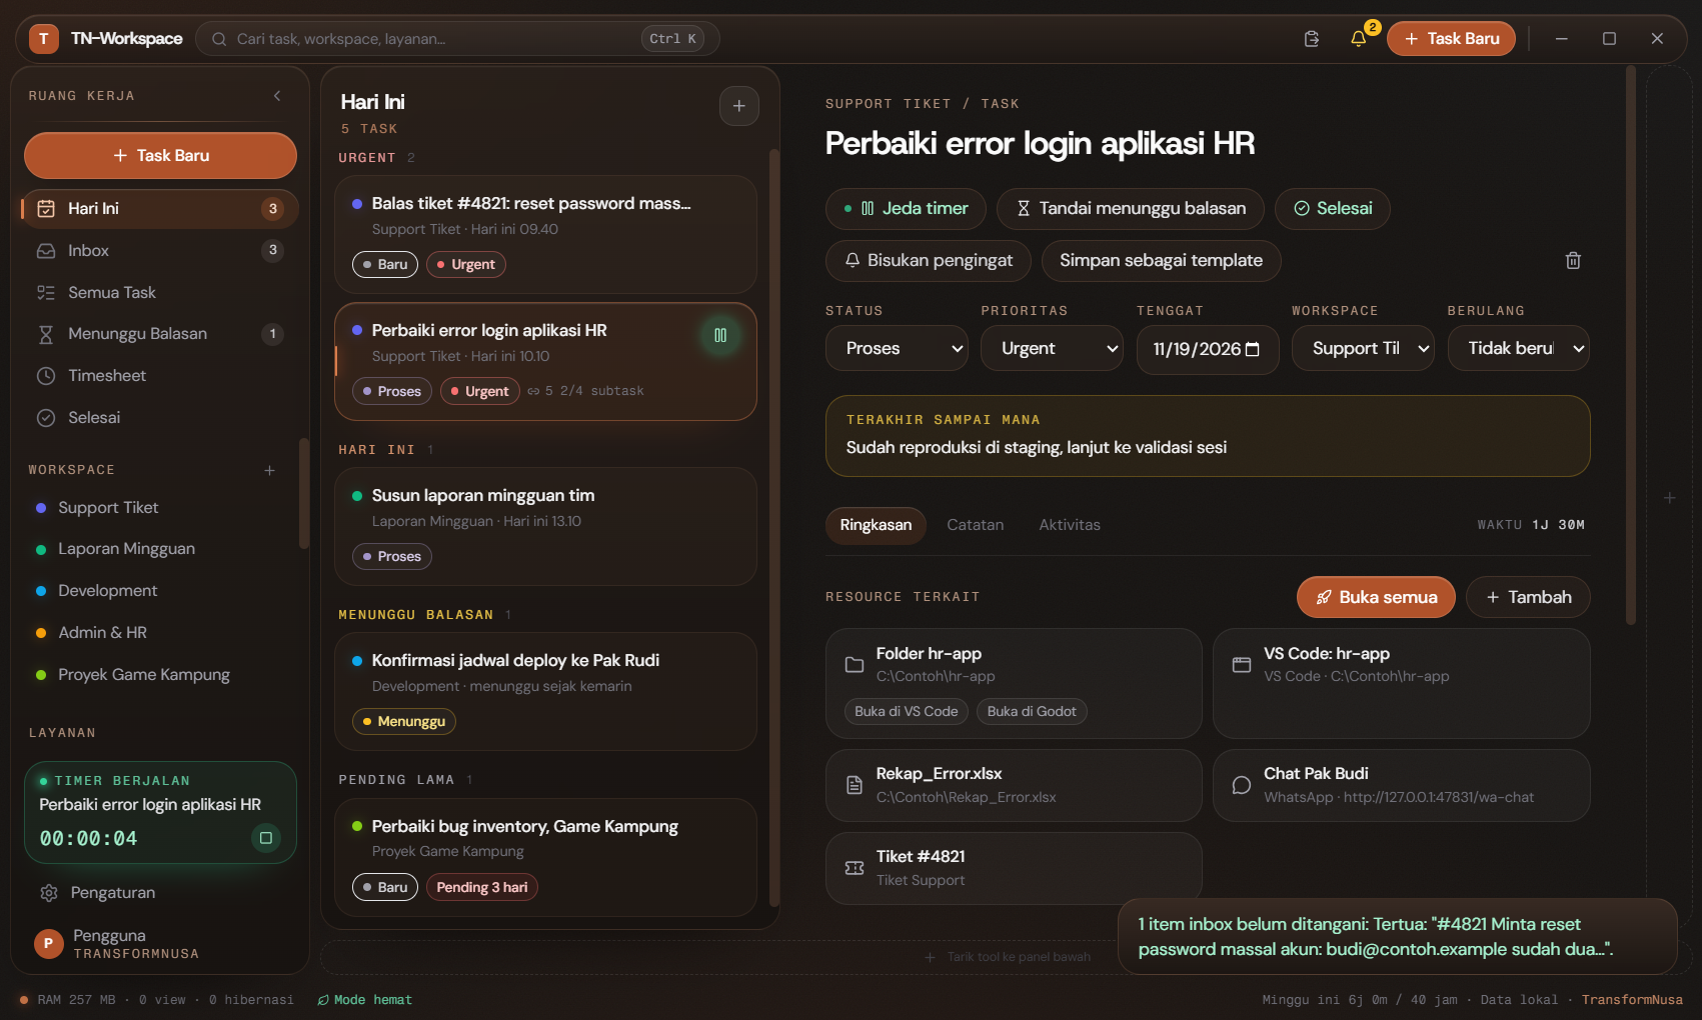 T TN-Workspace
Cari task, workspace, layanan... Ctrl K
2
+ Task Baru
RUANG KERJA
+ Task Baru
Hari Ini 3
Inbox 3
Semua Task
Menunggu Balasan 1
Timesheet
Selesai
WORKSPACE +
Support Tiket
Laporan Mingguan
Development
Admin & HR
Proyek Game Kampung
LAYANAN
TIMER BERJALAN
Perbaiki error login aplikasi HR
00:00:04
Pengaturan
P Pengguna
TRANSFORMNUSA
Hari Ini
5 TASK
+
URGENT 2
Balas tiket #4821: reset password mass...
Support Tiket · Hari ini 09.40
Baru Urgent
Perbaiki error login aplikasi HR
Support Tiket · Hari ini 10.10
Proses Urgent 5 2/4 subtask
HARI INI 1
Susun laporan mingguan tim
Laporan Mingguan · Hari ini 13.10
Proses
MENUNGGU BALASAN 1
Konfirmasi jadwal deploy ke Pak Rudi
Development · menunggu sejak kemarin
Menunggu
PENDING LAMA 1
Perbaiki bug inventory, Game Kampung
Proyek Game Kampung
Baru Pending 3 hari
SUPPORT TIKET / TASK
Perbaiki error login aplikasi HR
Jeda timer Tandai menunggu balasan Selesai
Bisukan pengingat Simpan sebagai template
STATUS PRIORITAS TENGGAT WORKSPACE BERULANG
Proses Urgent 11/19/2026 Support Til Tidak berul
TERAKHIR SAMPAI MANA
Sudah reproduksi di staging, lanjut ke validasi sesi
Ringkasan Catatan Aktivitas WAKTU 1J 30M
RESOURCE TERKAIT Buka semua + Tambah
Folder hr-app
C:\Contoh\hr-app
Buka di VS Code Buka di Godot
VS Code: hr-app
VS Code · C:\Contoh\hr-app
Rekap_Error.xlsx
C:\Contoh\Rekap_Error.xlsx
Chat Pak Budi
WhatsApp · http://127.0.0.1:47831/wa-chat
Tiket #4821
Tiket Support
+
1 item inbox belum ditangani: Tertua: "#4821 Minta reset
password massal akun: budi@contoh.example sudah dua...".
+ Tarik tool ke panel bawah
RAM 257 MB · 0 view · 0 hibernasi Mode hemat
Minggu ini 6j 0m / 40 jam · Data lokal · TransformNusa